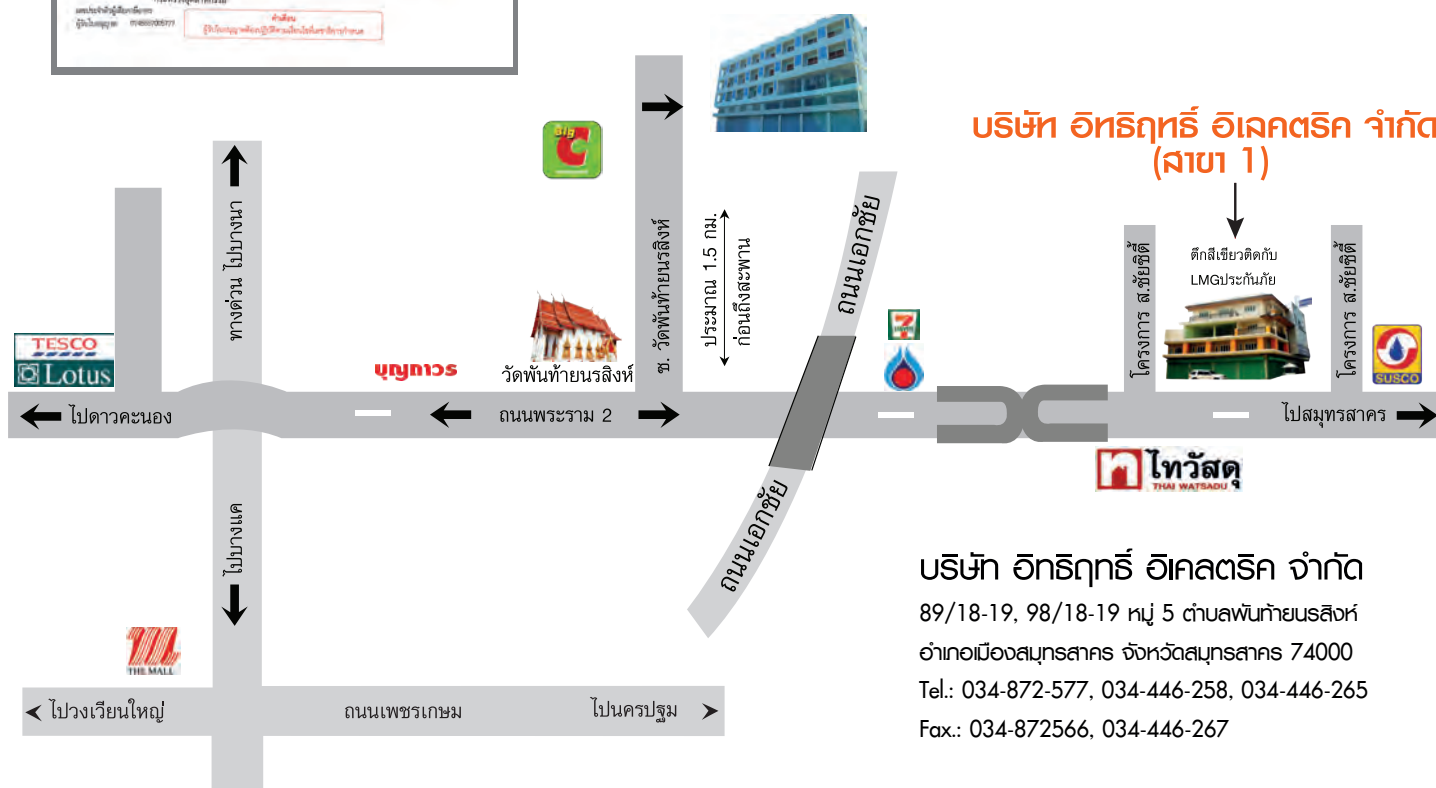 คำเตือน
Big C
บริษัท อิทธิฤทธิ์ อิเลคตริค จำกัด
(สาขา 1)
ตึกสีเขียวติดกับ
LMGประกันภัย
โครงการ ส.ชัยซิตี้
โครงการ ส.ชัยซิตี้
ทางด่วน ไปบางนา
ซ. วัดพันท้ายนรสิงห์
ประมาณ 1.5 กม.
ก่อนถึงสะพาน
ถนนเอกชัย
TESCO
Lotus
บุญถาวร
วัดพันท้ายนรสิงห์
7 ELEVEN
SUSCO
ไปดาวคะนอง
ถนนพระราม 2
ไปสมุทรสาคร
ไทวัสดุ
THAI WATSADU
ไปบางแค
ถนนเอกชัย
THE MALL
ไปวงเวียนใหญ่
ถนนเพชรเกษม
ไปนครปฐม
บริษัท อิทธิฤทธิ์ อิเคลตริค จำกัด
89/18-19, 98/18-19 หมู่ 5 ตำบลพันท้ายนรสิงห์
อำเภอเมืองสมุทรสาคร จังหวัดสมุทรสาคร 74000
Tel.: 034-872-577, 034-446-258, 034-446-265
Fax.: 034-872566, 034-446-267